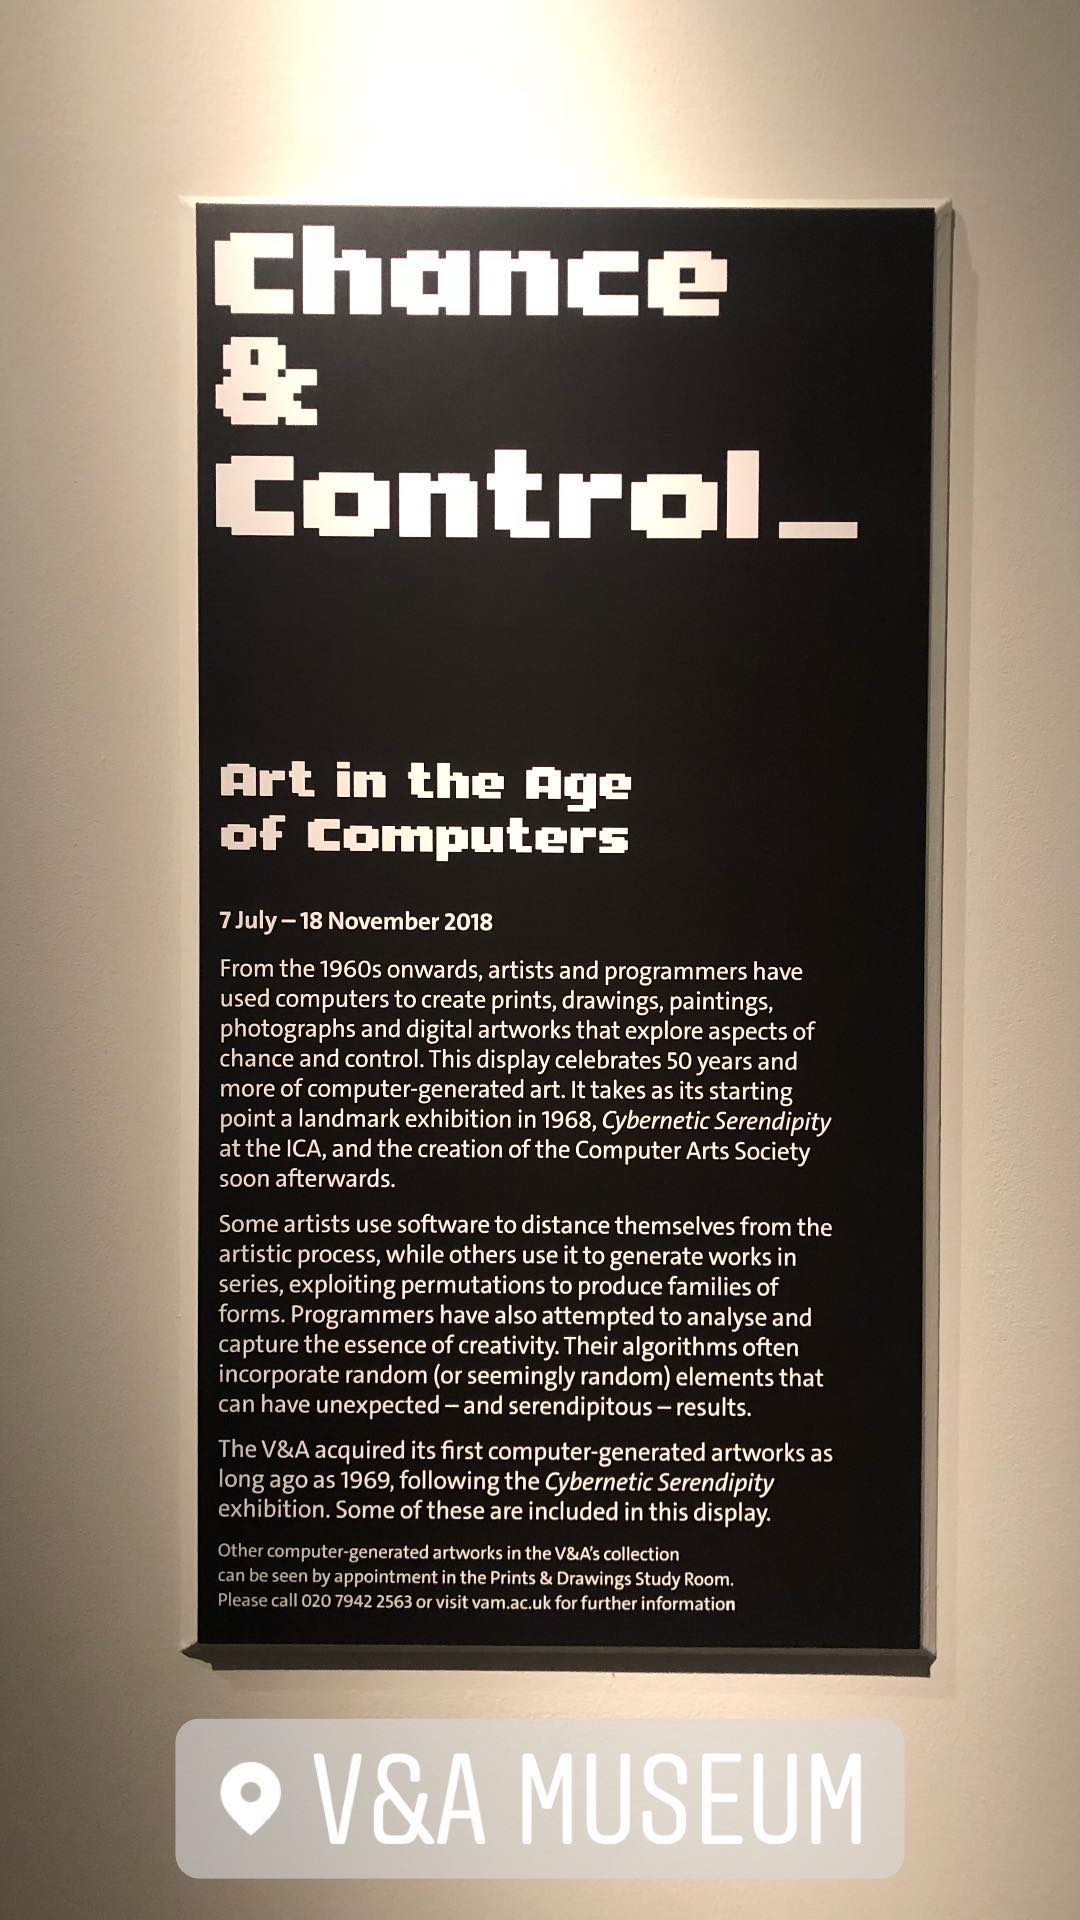 Chance
&
Control_
Art in the Age
of Computers
7 July – 18 November 2018
From the 1960s onwards, artists and programmers have
used computers to create prints, drawings, paintings,
photographs and digital artworks that explore aspects of
chance and control. This display celebrates 50 years and
more of computer-generated art. It takes as its starting
point a landmark exhibition in 1968, Cybernetic Serendipity
at the ICA, and the creation of the Computer Arts Society
soon afterwards.
Some artists use software to distance themselves from the
artistic process, while others use it to generate works in
series, exploiting permutations to produce families of
forms. Programmers have also attempted to analyse and
capture the essence of creativity. Their algorithms often
incorporate random (or seemingly random) elements that
can have unexpected – and serendipitous – results.
The V&A acquired its first computer-generated artworks as
long ago as 1969, following the Cybernetic Serendipity
exhibition. Some of these are included in this display.
Other computer-generated artworks in the V&A's collection
can be seen by appointment in the Prints & Drawings Study Room.
Please call 020 7942 2563 or visit vam.ac.uk for further information
V&A MUSEUM